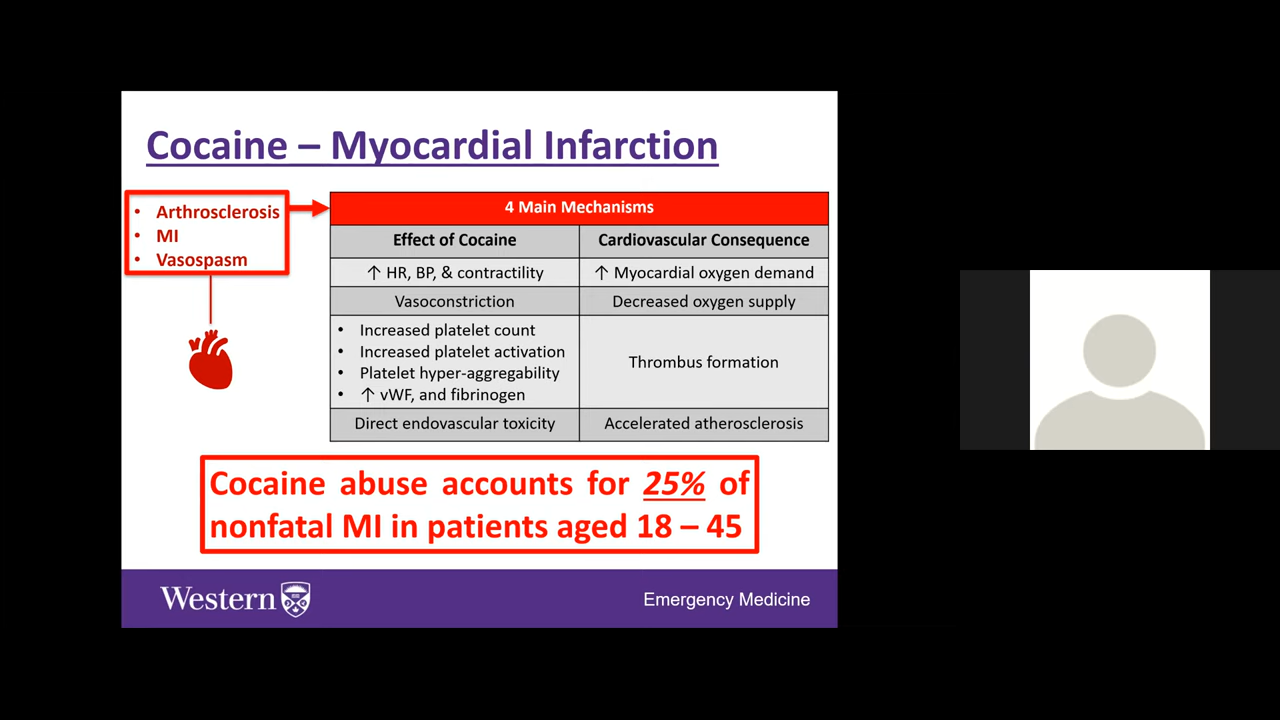 Cocaine – Myocardial Infarction
• Arthrosclerosis
• MI
• Vasospasm
4 Main Mechanisms
Effect of Cocaine
Cardiovascular Consequence
↑ HR, BP, & contractility
↑ Myocardial oxygen demand
Vasoconstriction
Decreased oxygen supply
• Increased platelet count
• Increased platelet activation
• Platelet hyper-aggregability
• ↑ vWF, and fibrinogen
Thrombus formation
Direct endovascular toxicity
Accelerated atherosclerosis
Cocaine abuse accounts for 25% of
nonfatal MI in patients aged 18 – 45
Western
Emergency Medicine